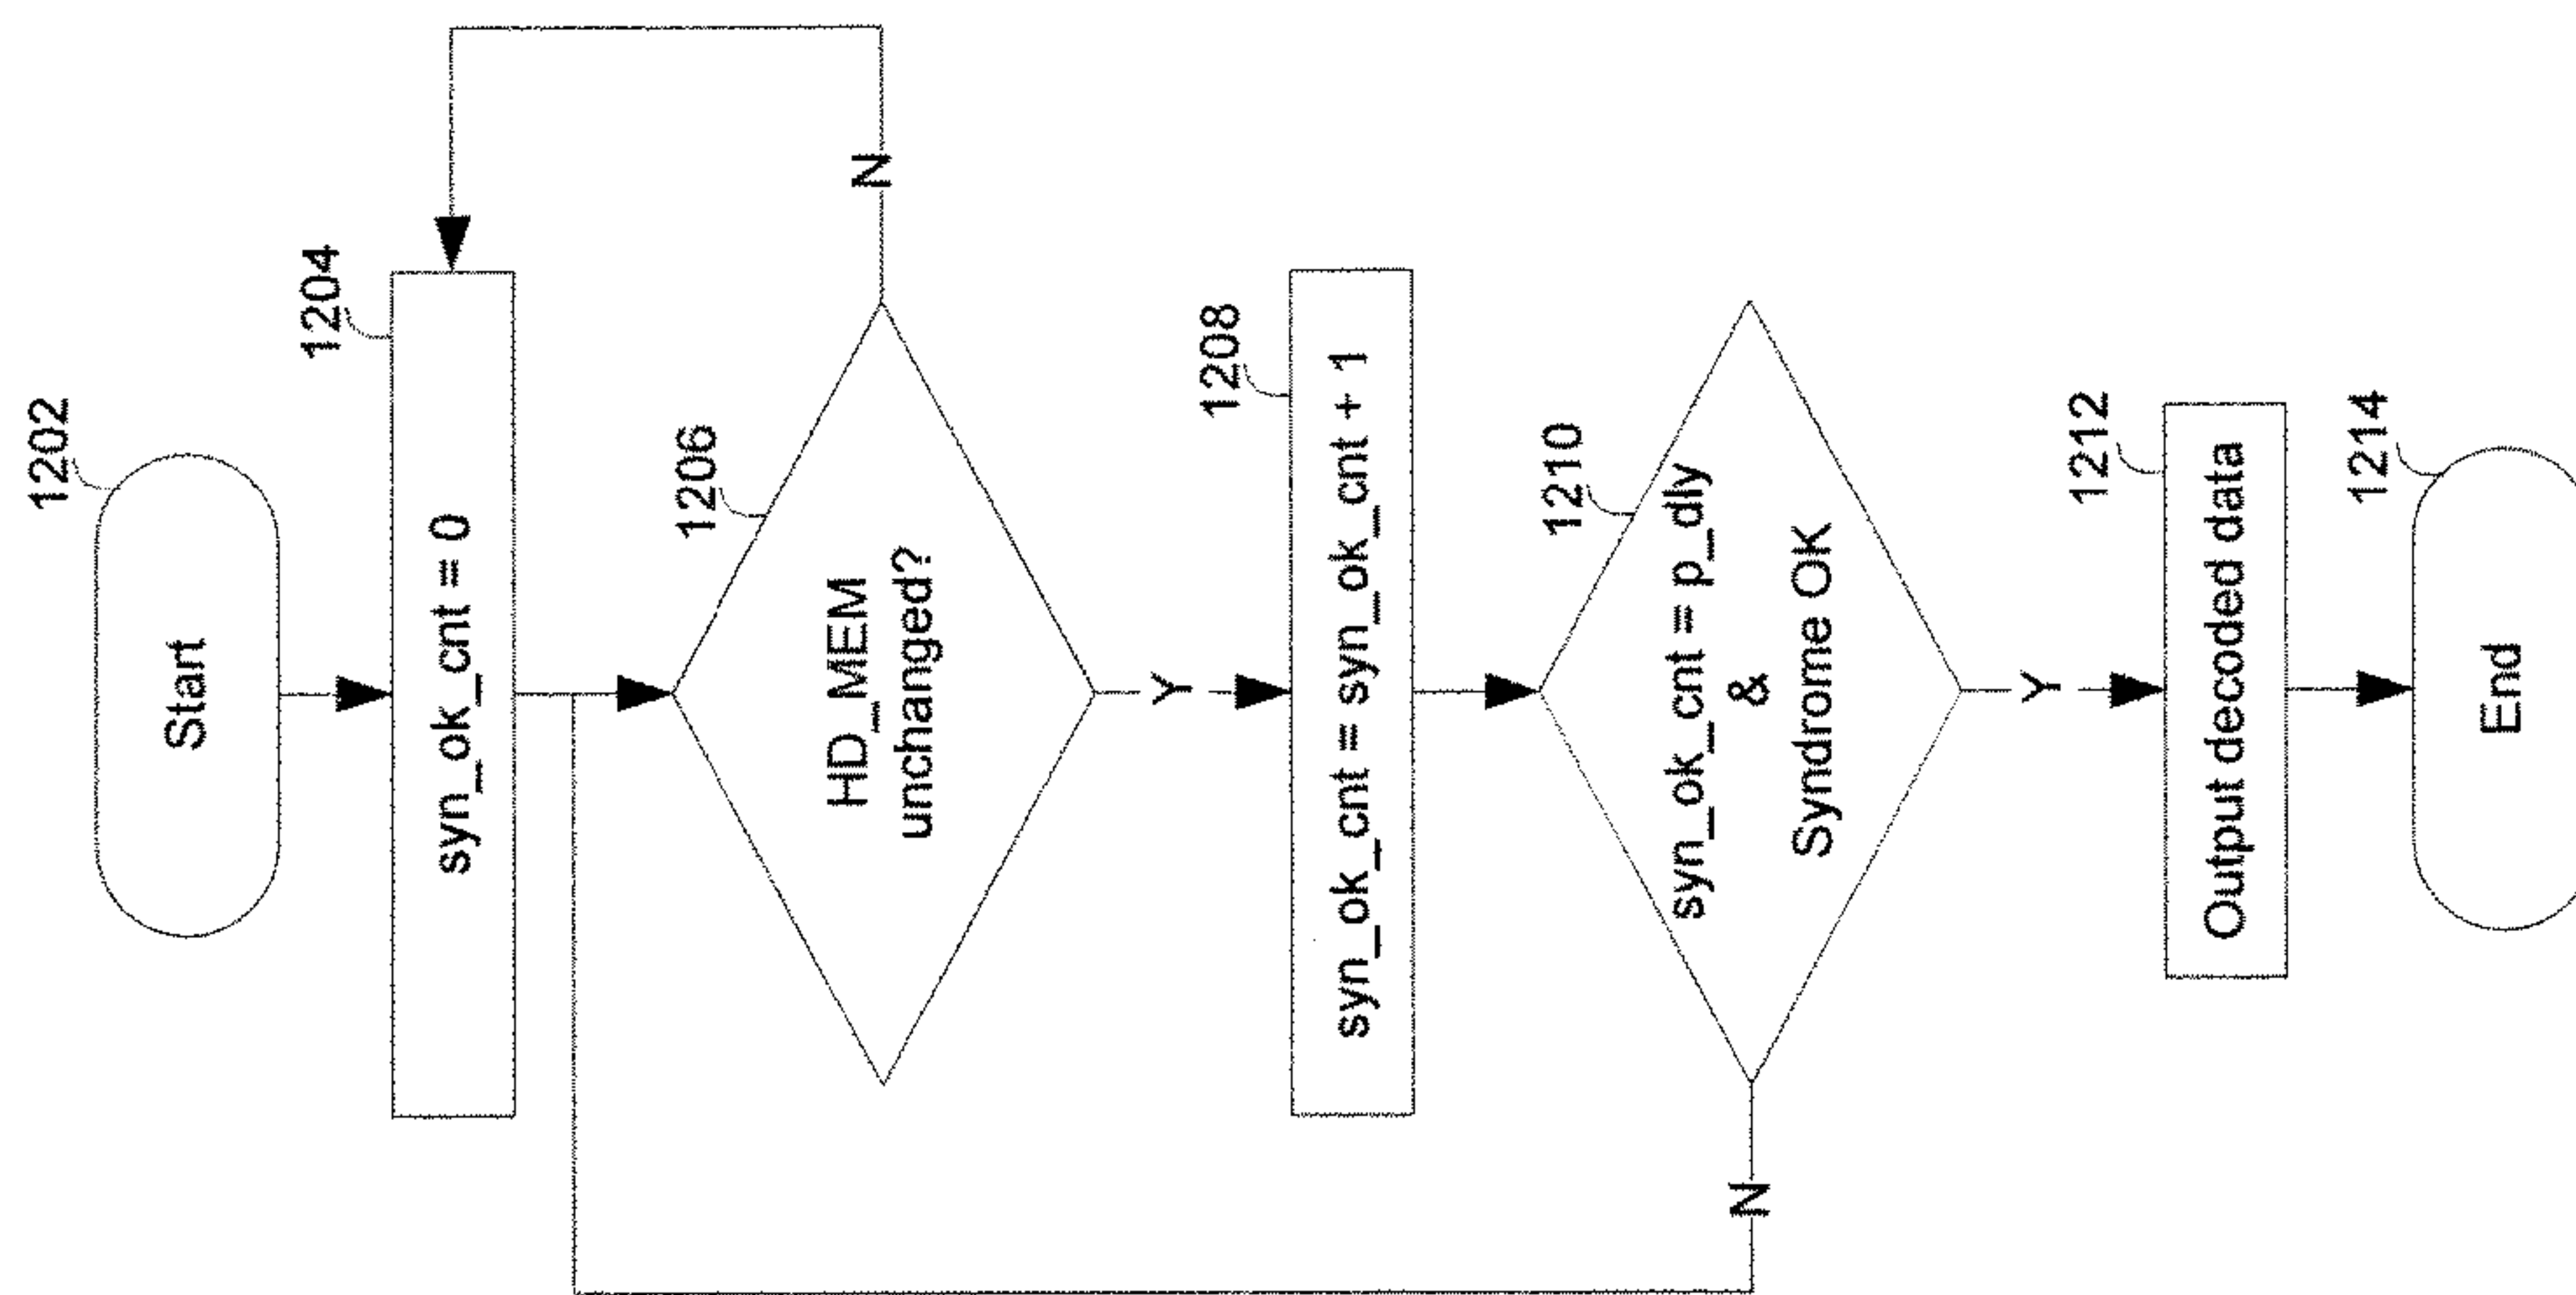 1202
Start
1204
syn_ok_cnt = 0
N
1206
HD_MEM
unchanged?
Y
1208
syn_ok_cnt = syn_ok_cnt + 1
1210
syn_ok_cnt = p_dly
&
Syndrome OK
N
Y
1212
Output decoded data
1214
End